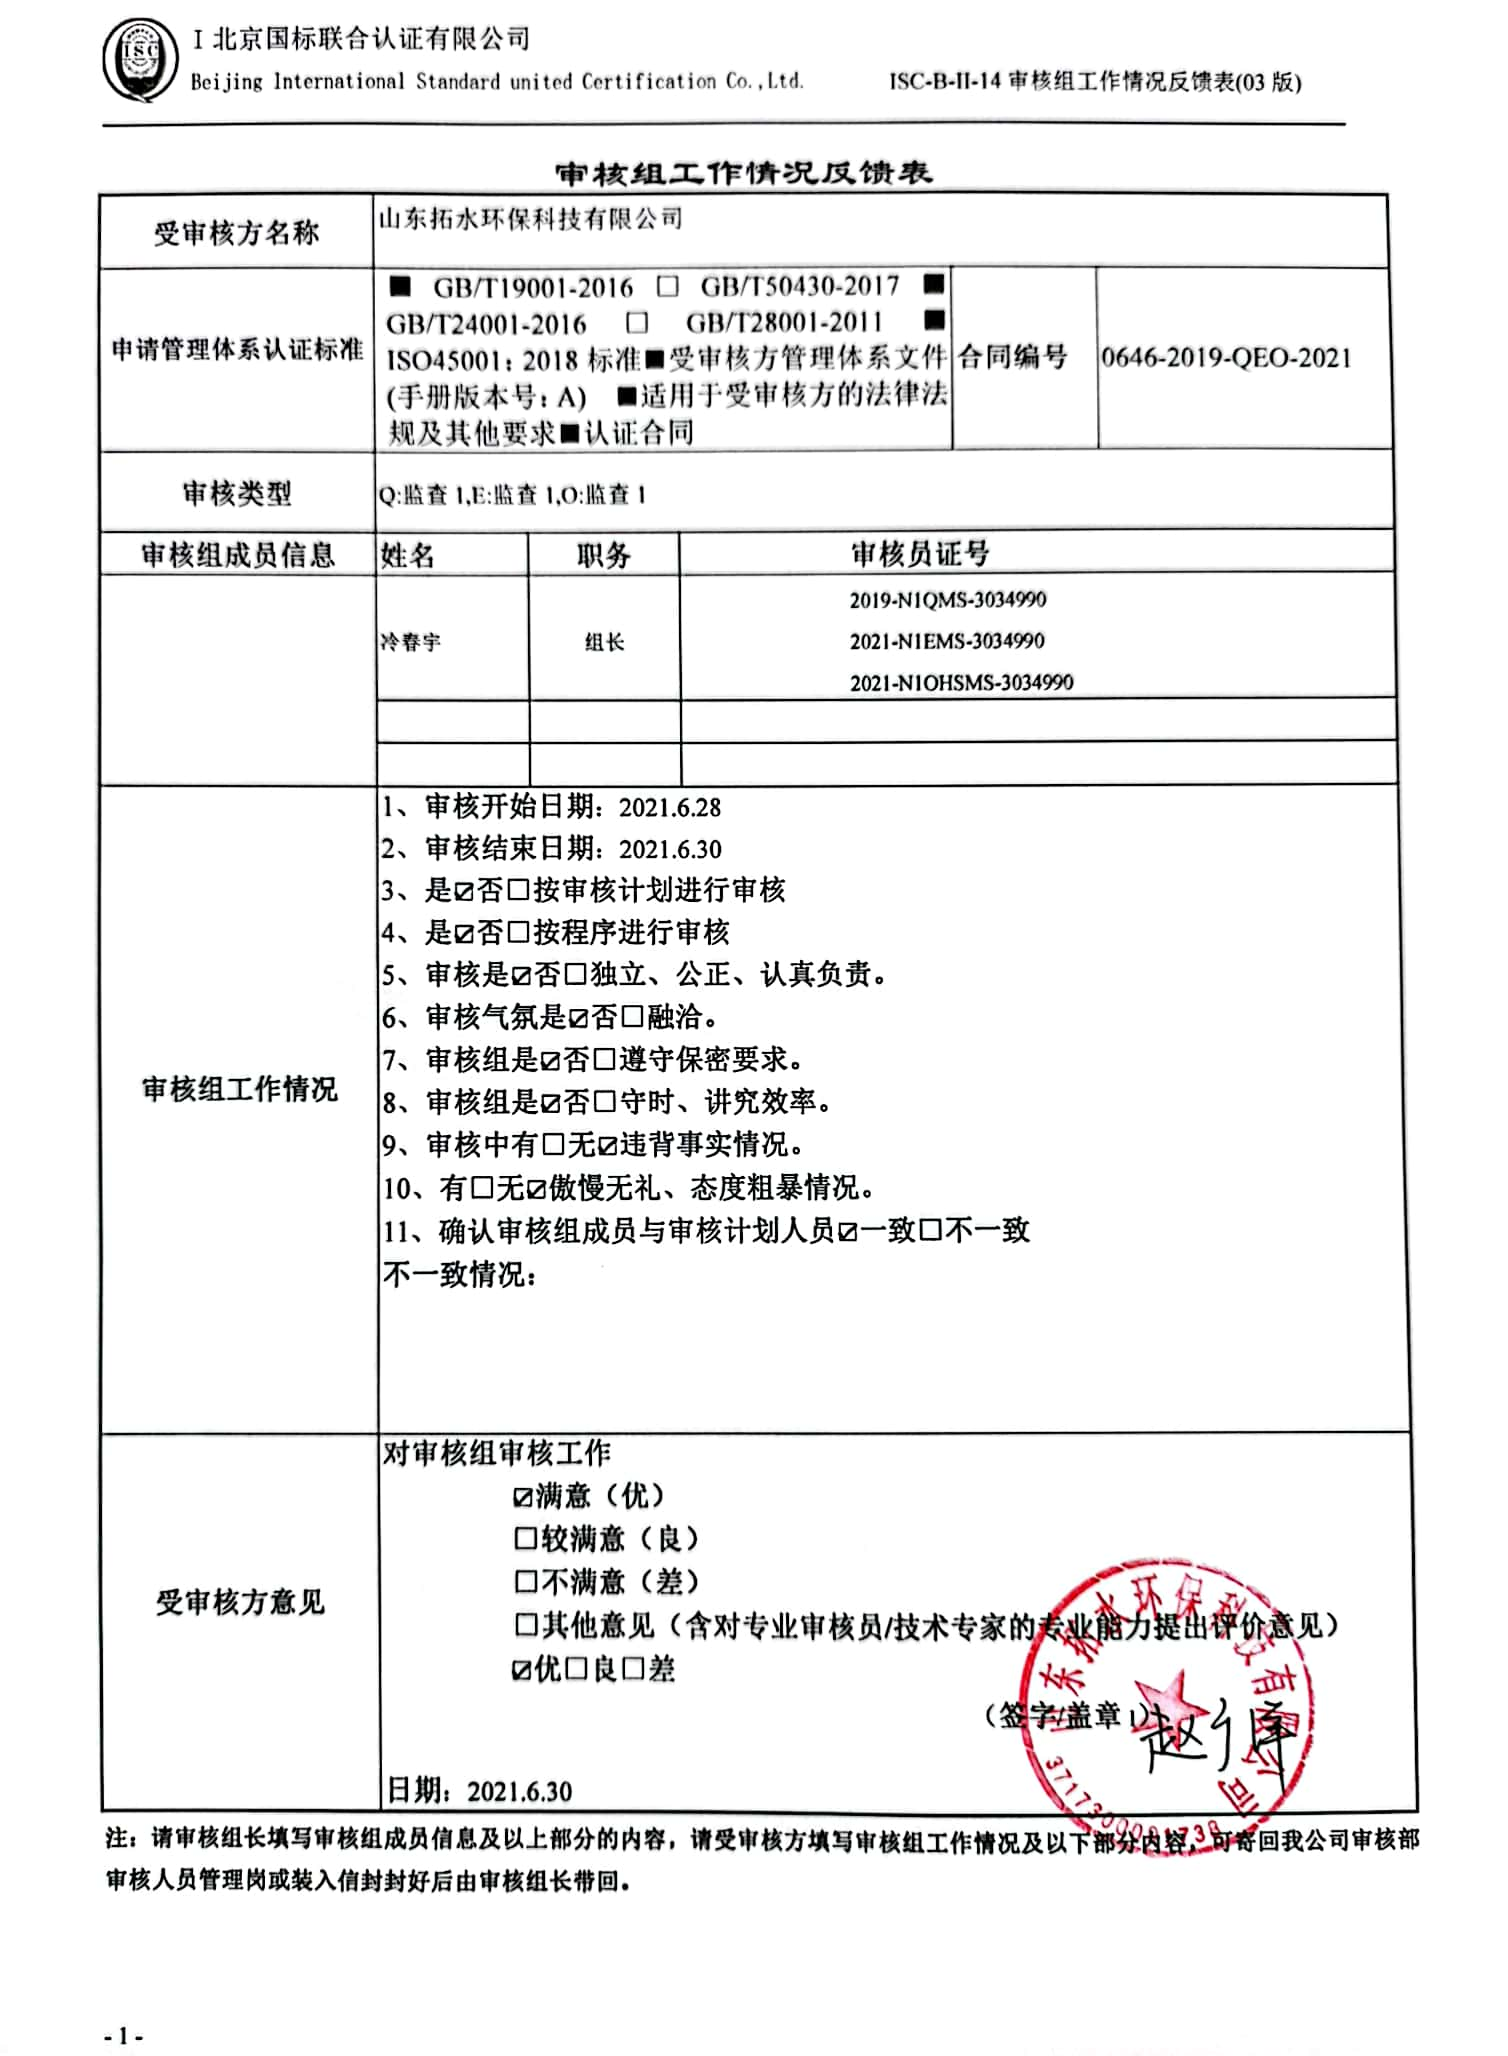 ISC
I 北京国标联合认证有限公司
Beijing International Standard united Certification Co.,Ltd.
ISC-B-II-14 审核组工作情况反馈表(03 版)
审核组工作情况反馈表
受审核方名称
山东拓水环保科技有限公司
申请管理体系认证标准
■ GB/T19001-2016 □ GB/T50430-2017 ■
GB/T24001-2016 □ GB/T28001-2011 ■
ISO45001：2018 标准■受审核方管理体系文件
(手册版本号：A) ■适用于受审核方的法律法
规及其他要求■认证合同
合同编号
0646-2019-QEO-2021
审核类型
Q:监查 1,E:监查 1,O:监查 1
审核组成员信息
姓名
职务
审核员证号
冷春宇
组长
2019-N1QMS-3034990
2021-N1EMS-3034990
2021-N1OHSMS-3034990
审核组工作情况
1、审核开始日期：2021.6.28
2、审核结束日期：2021.6.30
3、是☑否□按审核计划进行审核
4、是☑否□按程序进行审核
5、审核是☑否□独立、公正、认真负责。
6、审核气氛是☑否□融洽。
7、审核组是☑否□遵守保密要求。
8、审核组是☑否□守时、讲究效率。
9、审核中有□无☑违背事实情况。
10、有□无☑傲慢无礼、态度粗暴情况。
11、确认审核组成员与审核计划人员☑一致□不一致
不一致情况：
受审核方意见
对审核组审核工作
☑满意（优）
□较满意（良）
□不满意（差）
□其他意见（含对专业审核员/技术专家的专业能力提出评价意见）
☑优□良□差
（签字/盖章）
山东拓水环保科技有限公司
日期：2021.6.30
注：请审核组长填写审核组成员信息及以上部分的内容，请受审核方填写审核组工作情况及以下部分内容，可寄回我公司审核部
审核人员管理岗或装入信封封好后由审核组长带回。
- 1 -